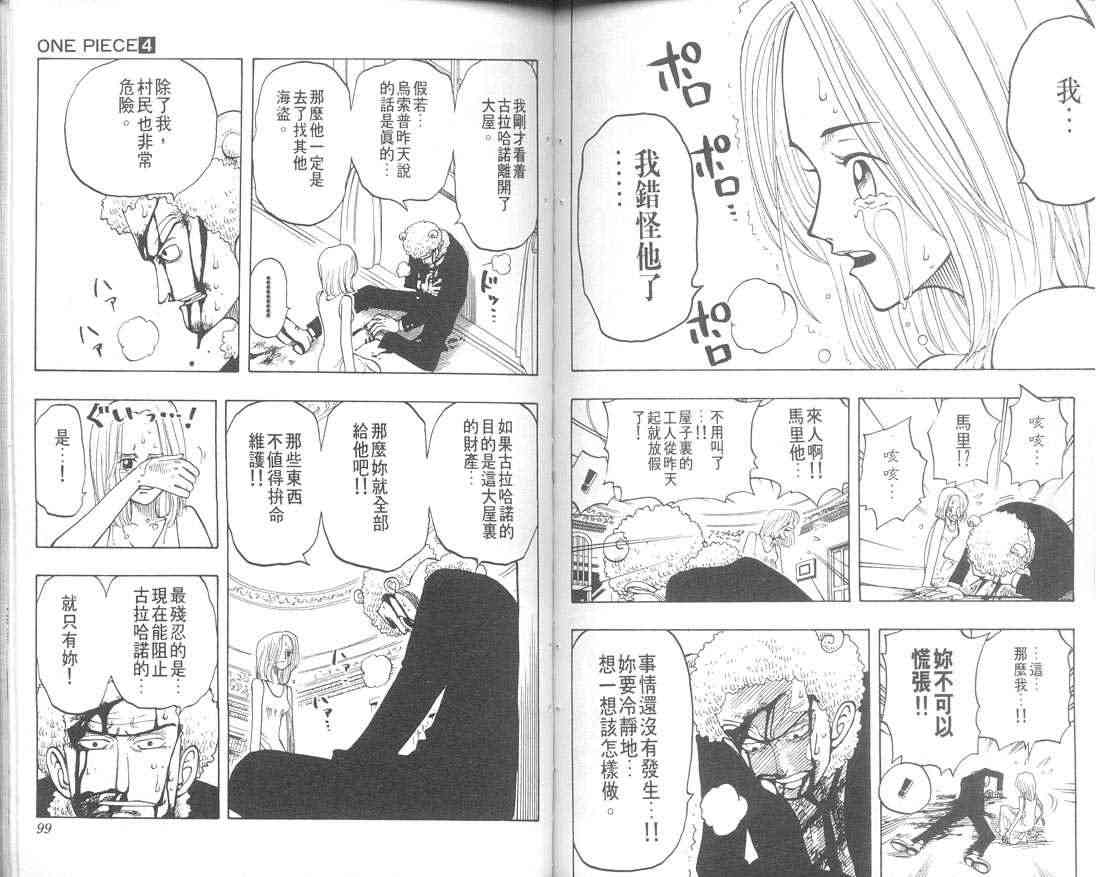 我…
我錯怪他了
……
ポロ
ポロ
ポロ
咳
咳…
咳
咳…
馬里!?
來人啊!!
馬里他…
不用叫了
…!!
屋子裏的
工人從昨天
起就放假
了!
…這…
那麼我…!!
妳不可以
慌張!!
!
事情還沒有發生…!!
妳要冷靜地…
想一想該怎樣做。
ONE PIECE 4
我剛才看着
古拉哈諾離開了
大屋。
假若…
烏索普昨天說
的話是眞的…
那麼他一定是
去了找其他
海盜。
………
ドッ…
除了我，
村民也非常
危險。
ハァ
ハァ
如果古拉哈諾的
目的是這大屋裏
的財產…
那麼妳就全部
給他吧!!
那些東西
不值得拚命
維護!!
ハァ…
ぐいっ…!
是…!
最殘忍的是…
現在能阻止
古拉哈諾的…
就只有妳!
99